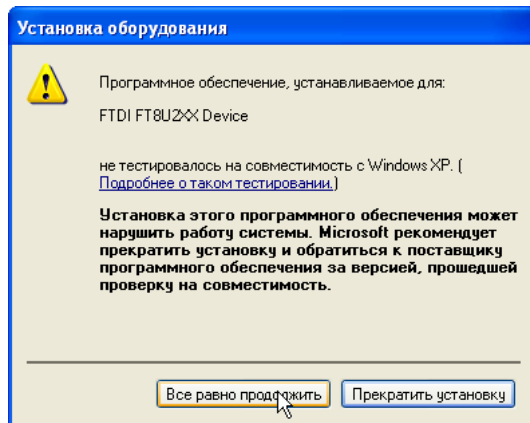 Установка оборудования
Программное обеспечение, устанавливаемое для:
FTDI FT8U2XX Device
не тестировалось на совместимость с Windows XP. (
Подробнее о таком тестировании.)
Установка этого программного обеспечения может
нарушить работу системы. Microsoft рекомендует
прекратить установку и обратиться к поставщику
программного обеспечения за версией, прошедшей
проверку на совместимость.
Все равно продолжить
Прекратить установку